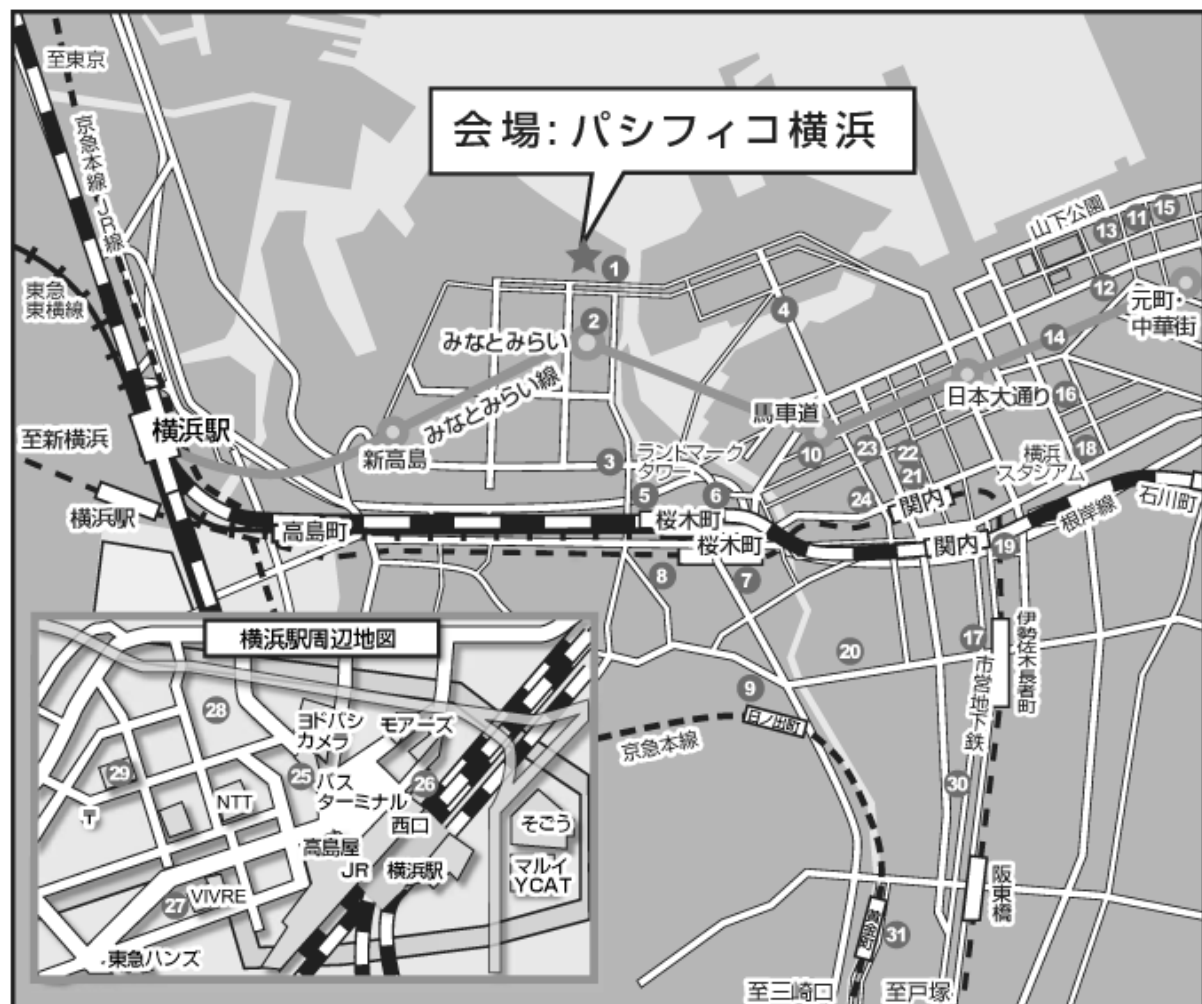 至東京
京急本線
JR線
東急
東横線
会場:パシフィコ横浜
山下公園
13
11
15
12
元町・
中華街
1
2
4
みなとみらい
みなとみらい線
新高島
横浜駅
至新横浜
横浜駅
馬車道
日本大通り
14
16
10
23
22
21
横浜
スタジアム
18
3
ランドマーク
タワー
5
6
24
関内
高島町
桜木町
桜木町
関内
19
根岸線
石川町
8
7
20
17
市営地下鉄
伊勢佐木長者町
9
日ノ出町
京急本線
30
阪東橋
黄金町
31
至三崎口
至戸塚
横浜駅周辺地図
28
ヨドバシ
カメラ
モアーズ
29
25
バス
ターミナル
26
〒
NTT
西口
そごう
高島屋
JR
横浜駅
マルイ
YCAT
27
VIVRE
東急ハンズ